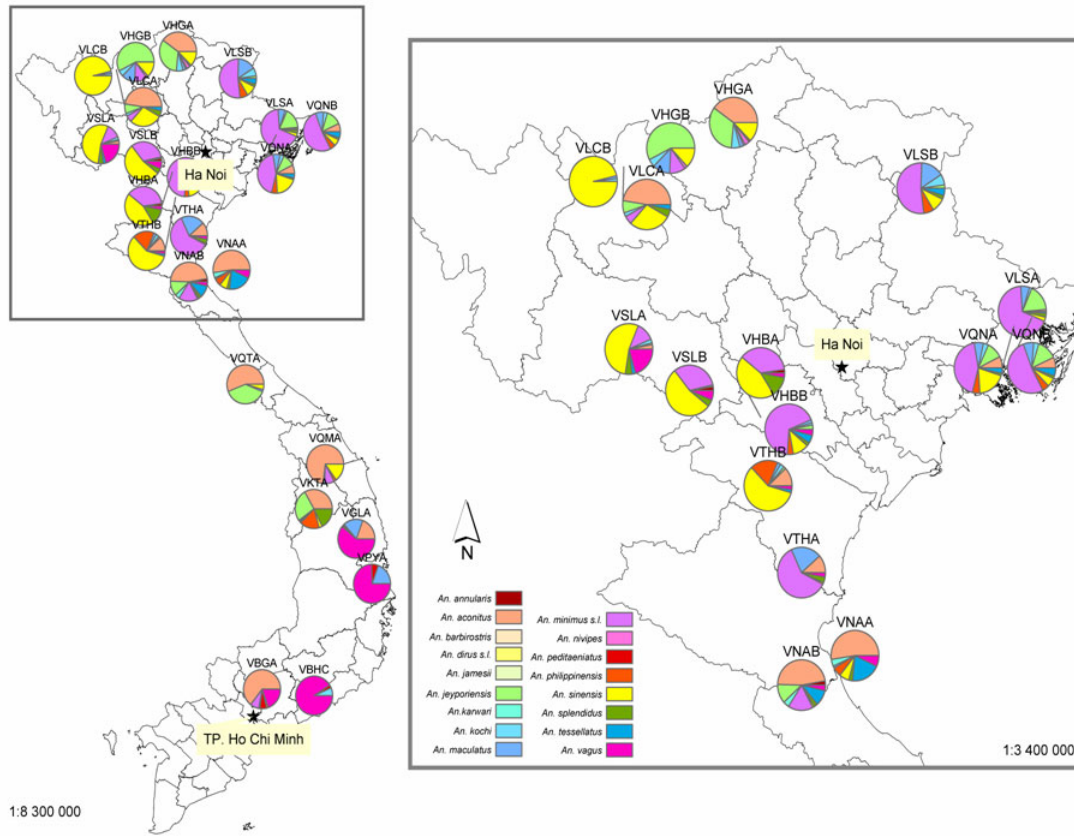 VHGA
VHGB
VLCB
VLSB
VLCA
VLSA
VQNB
VSLA
VSLB
VHBB
VQNA
Ha Noi
VHBA
VTHA
VTHB
VNAA
VNAB
VQTA
VQMA
VKTA
VGLA
VPYA
VBGA
VBHC
TP. Ho Chi Minh
1:8 300 000
VHGA
VHGB
VLCB
VLSB
VLCA
VLSA
VQNA
VQNB
VSLA
VHBA
Ha Noi
VSLB
VHBB
VTHB
N
VTHA
VNAA
VNAB
An. annularis
An. aconitus
An. barbirostris
An. dirus s.l.
An. jamesii
An. jeyporiensis
An.karwari
An. kochi
An. maculatus
An. minimus s.l.
An. nivipes
An. peditaeniatus
An. philippinensis
An. sinensis
An. splendidus
An. tessellatus
An. vagus
1:3 400 000